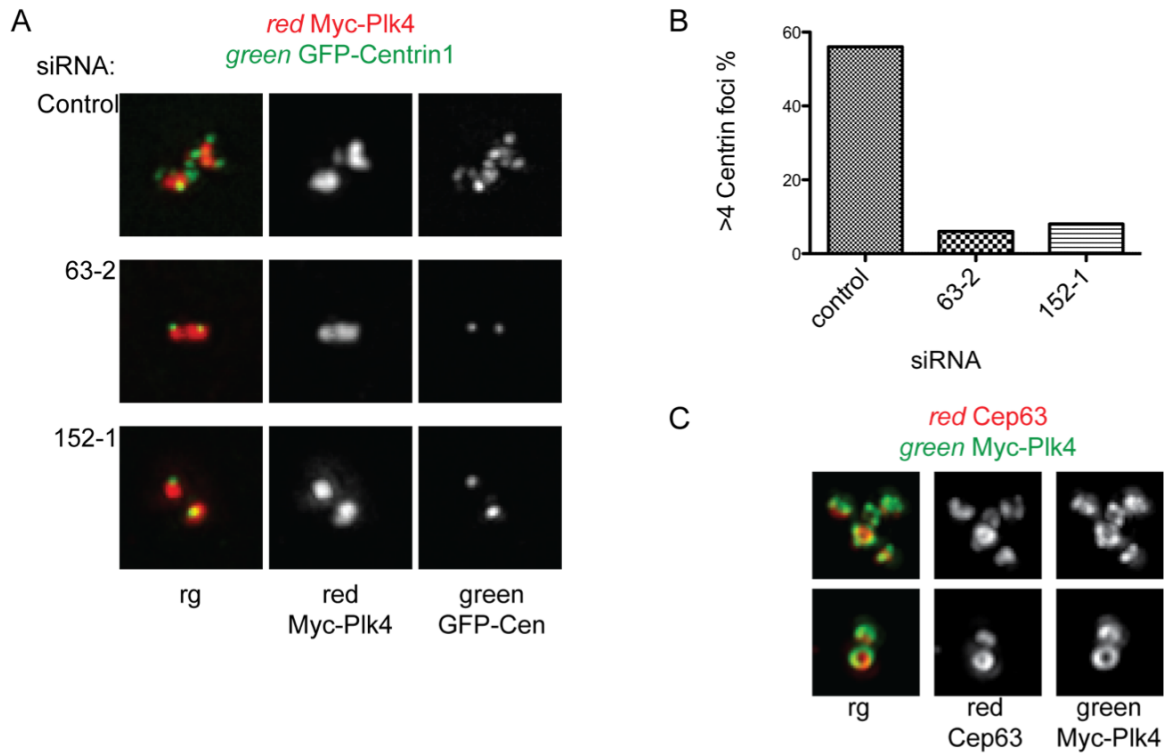 A
red Myc-Plk4
green GFP-Centrin1
siRNA:
Control
63-2
152-1
rg
red
Myc-Plk4
green
GFP-Cen
B
>4 Centrin foci %
60
40
20
0
control
63-2
152-1
siRNA
C
red Cep63
green Myc-Plk4
rg
red
Cep63
green
Myc-Plk4